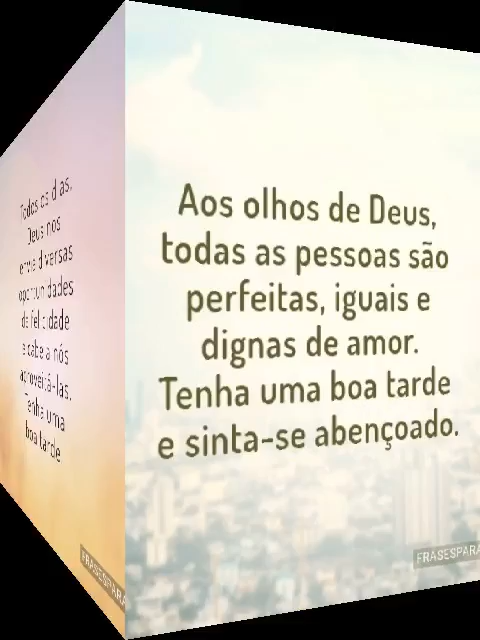 Todos os dias,
Deus nos
envia diversas
oportunidades
de felicidade
e cabe a nós
aproveitá-las.
Tenha uma
boa tarde
FRASESPARA
Aos olhos de Deus,
todas as pessoas são
perfeitas, iguais e
dignas de amor.
Tenha uma boa tarde
e sinta-se abençoado.
FRASESPARA